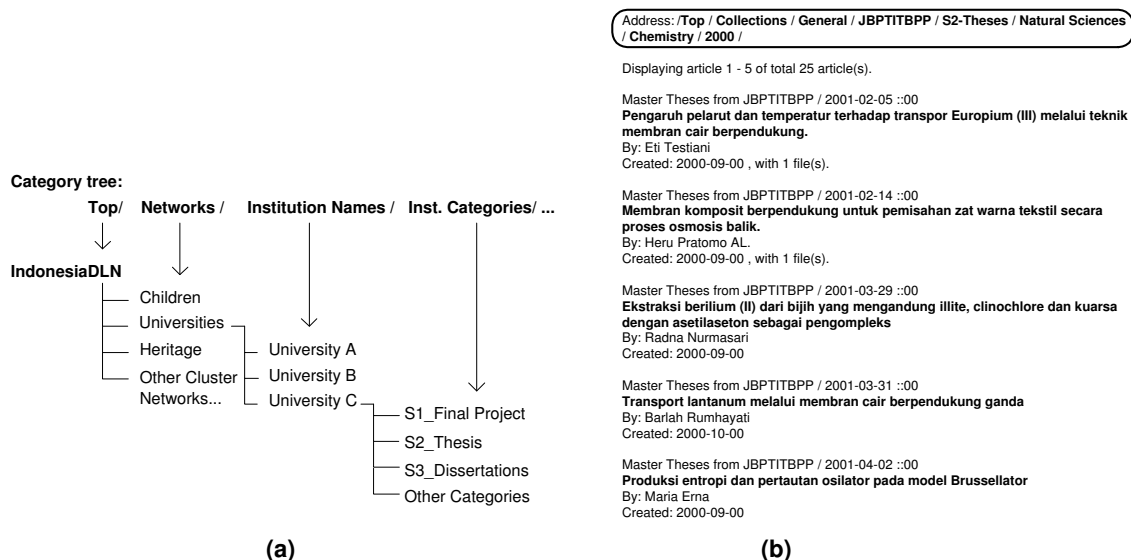 Category tree:
Top/ Networks / Institution Names / Inst. Categories/ ...
IndonesiaDLN
Children
Universities
Heritage
Other Cluster
Networks...
University A
University B
University C
S1_Final Project
S2_Thesis
S3_Dissertations
Other Categories
(a)
Address: /Top / Collections / General / JBPTITBPP / S2-Theses / Natural Sciences
/ Chemistry / 2000 /
Displaying article 1 - 5 of total 25 article(s).
Master Theses from JBPTITBPP / 2001-02-05 ::00
Pengaruh pelarut dan temperatur terhadap transpor Europium (III) melalui teknik
membran cair berpendukung.
By: Eti Testiani
Created: 2000-09-00 , with 1 file(s).
Master Theses from JBPTITBPP / 2001-02-14 ::00
Membran komposit berpendukung untuk pemisahan zat warna tekstil secara
proses osmosis balik.
By: Heru Pratomo AL.
Created: 2000-09-00 , with 1 file(s).
Master Theses from JBPTITBPP / 2001-03-29 ::00
Ekstraksi berilium (II) dari bijih yang mengandung illite, clinochlore dan kuarsa
dengan asetilaseton sebagai pengompleks
By: Radna Nurmasari
Created: 2000-09-00
Master Theses from JBPTITBPP / 2001-03-31 ::00
Transport lantanum melalui membran cair berpendukung ganda
By: Barlah Rumhayati
Created: 2000-10-00
Master Theses from JBPTITBPP / 2001-04-02 ::00
Produksi entropi dan pertautan osilator pada model Brussellator
By: Maria Erna
Created: 2000-09-00
(b)